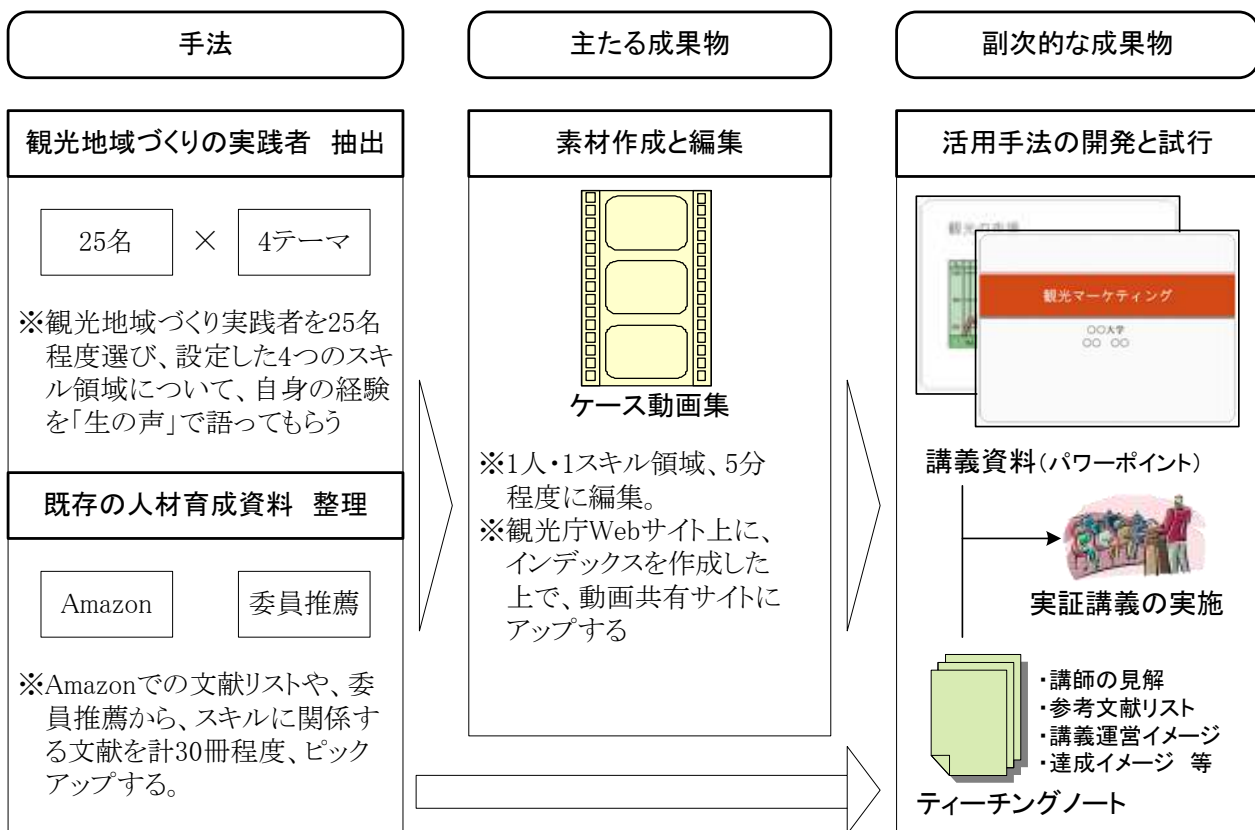 手法
主たる成果物
副次的な成果物
観光地域づくりの実践者 抽出
25名
×
4テーマ
※観光地域づくり実践者を25名
程度選び、設定した4つのスキ
ル領域について、自身の経験
を「生の声」で語ってもらう
既存の人材育成資料 整理
Amazon
委員推薦
※Amazonでの文献リストや、委
員推薦から、スキルに関係す
る文献を計30冊程度、ピック
アップする。
素材作成と編集
ケース動画集
※1人・1スキル領域、5分
程度に編集。
※観光庁Webサイト上に、
インデックスを作成した
上で、動画共有サイトに
アップする
活用手法の開発と試行
観光の市場
観光マーケティング
○○大学
○○ ○○
講義資料(パワーポイント)
実証講義の実施
・講師の見解
・参考文献リスト
・講義運営イメージ
・達成イメージ 等
ティーチングノート